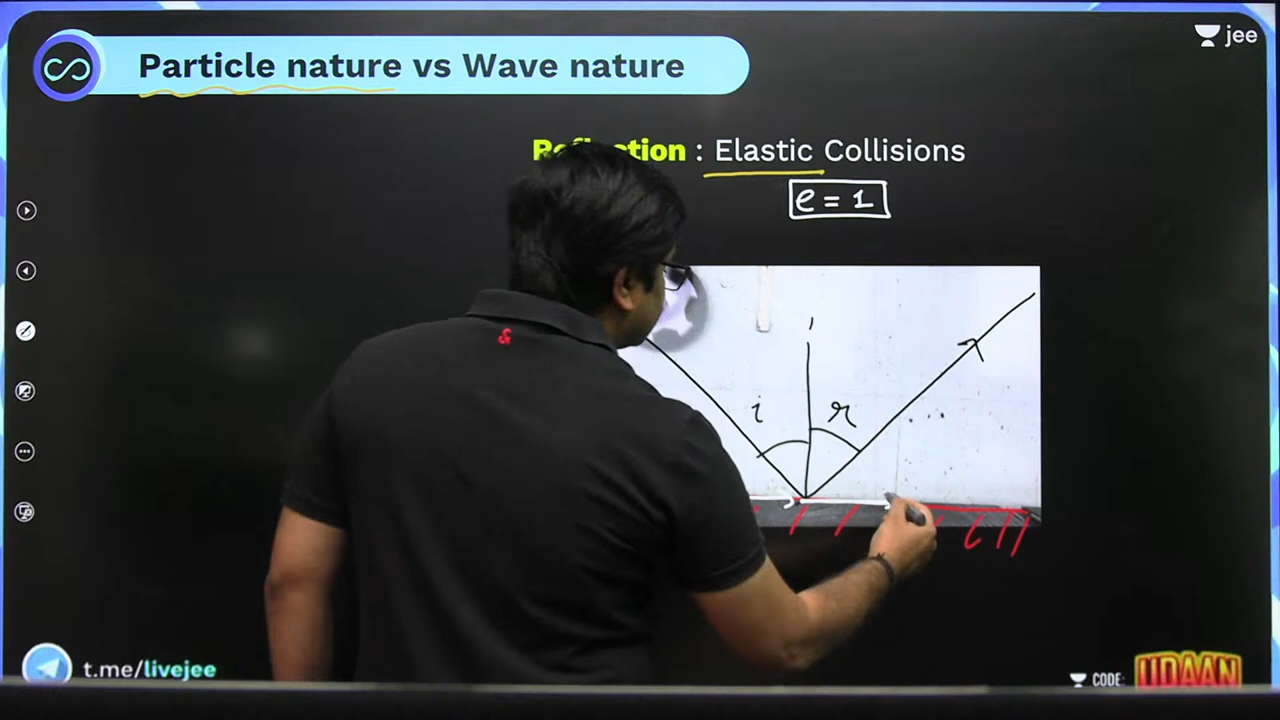 jee
Particle nature vs Wave nature
: Elastic Collisions
e = 1
i r
t.me/livejee
CODE: UDAAN